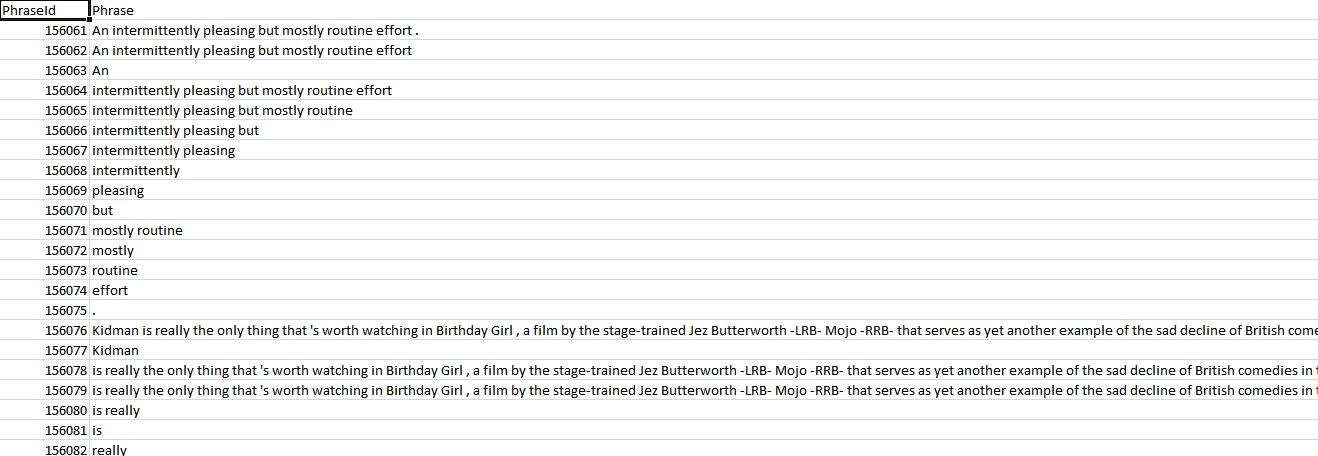 PhraseId Phrase
156061 An intermittently pleasing but mostly routine effort .
156062 An intermittently pleasing but mostly routine effort
156063 An
156064 intermittently pleasing but mostly routine effort
156065 intermittently pleasing but mostly routine
156066 intermittently pleasing but
156067 intermittently pleasing
156068 intermittently
156069 pleasing
156070 but
156071 mostly routine
156072 mostly
156073 routine
156074 effort
156075 .
156076 Kidman is really the only thing that 's worth watching in Birthday Girl , a film by the stage-trained Jez Butterworth -LRB- Mojo -RRB- that serves as yet another example of the sad decline of British come
156077 Kidman
156078 is really the only thing that 's worth watching in Birthday Girl , a film by the stage-trained Jez Butterworth -LRB- Mojo -RRB- that serves as yet another example of the sad decline of British comedies in t
156079 is really the only thing that 's worth watching in Birthday Girl , a film by the stage-trained Jez Butterworth -LRB- Mojo -RRB- that serves as yet another example of the sad decline of British comedies in t
156080 is really
156081 is
156082 really